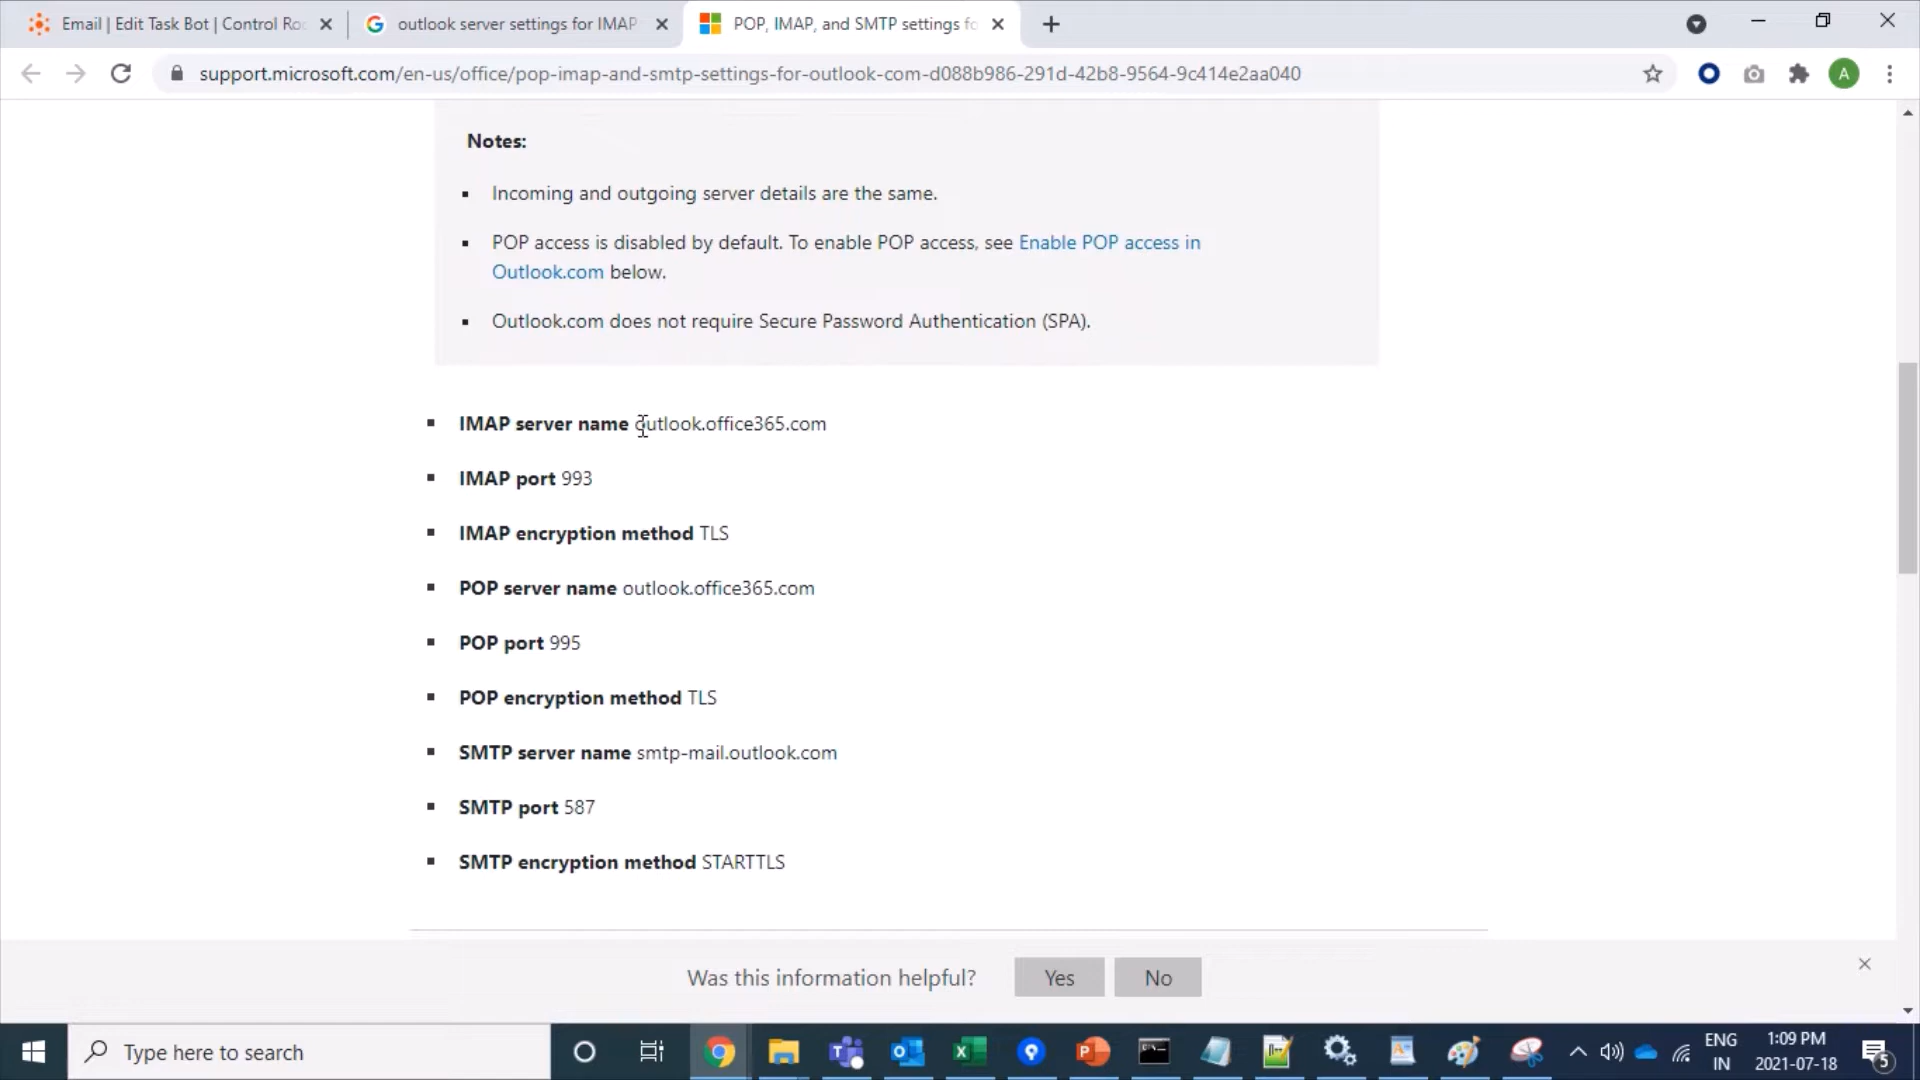 Email | Edit Task Bot | Control Ro
outlook server settings for IMAP
POP, IMAP, and SMTP settings fo
support.microsoft.com/en-us/office/pop-imap-and-smtp-settings-for-outlook-com-d088b986-291d-42b8-9564-9c414e2aa040
A
Notes:
Incoming and outgoing server details are the same.
POP access is disabled by default. To enable POP access, see Enable POP access in
Outlook.com below.
Outlook.com does not require Secure Password Authentication (SPA).
IMAP server name outlook.office365.com
IMAP port 993
IMAP encryption method TLS
POP server name outlook.office365.com
POP port 995
POP encryption method TLS
SMTP server name smtp-mail.outlook.com
SMTP port 587
SMTP encryption method STARTTLS
Was this information helpful?
Yes
No
Type here to search
ENG
IN
1:09 PM
2021-07-18
5